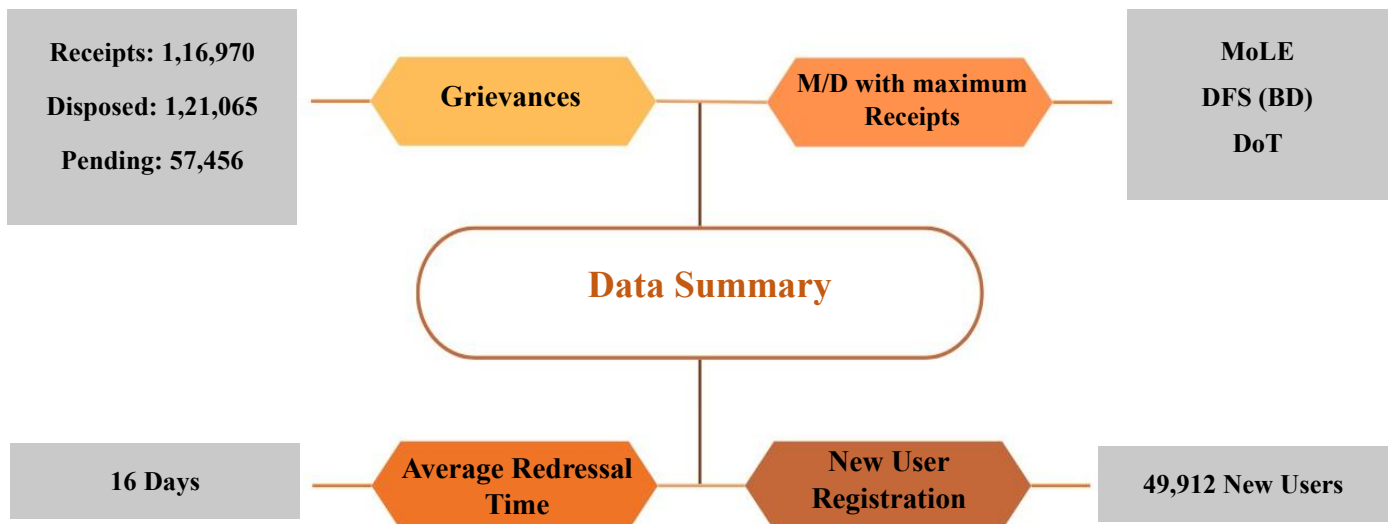 Receipts: 1,16,970
Disposed: 1,21,065
Pending: 57,456
Grievances
M/D with maximum
Receipts
MoLE
DFS (BD)
DoT
Data Summary
16 Days
Average Redressal
Time
New User
Registration
49,912 New Users